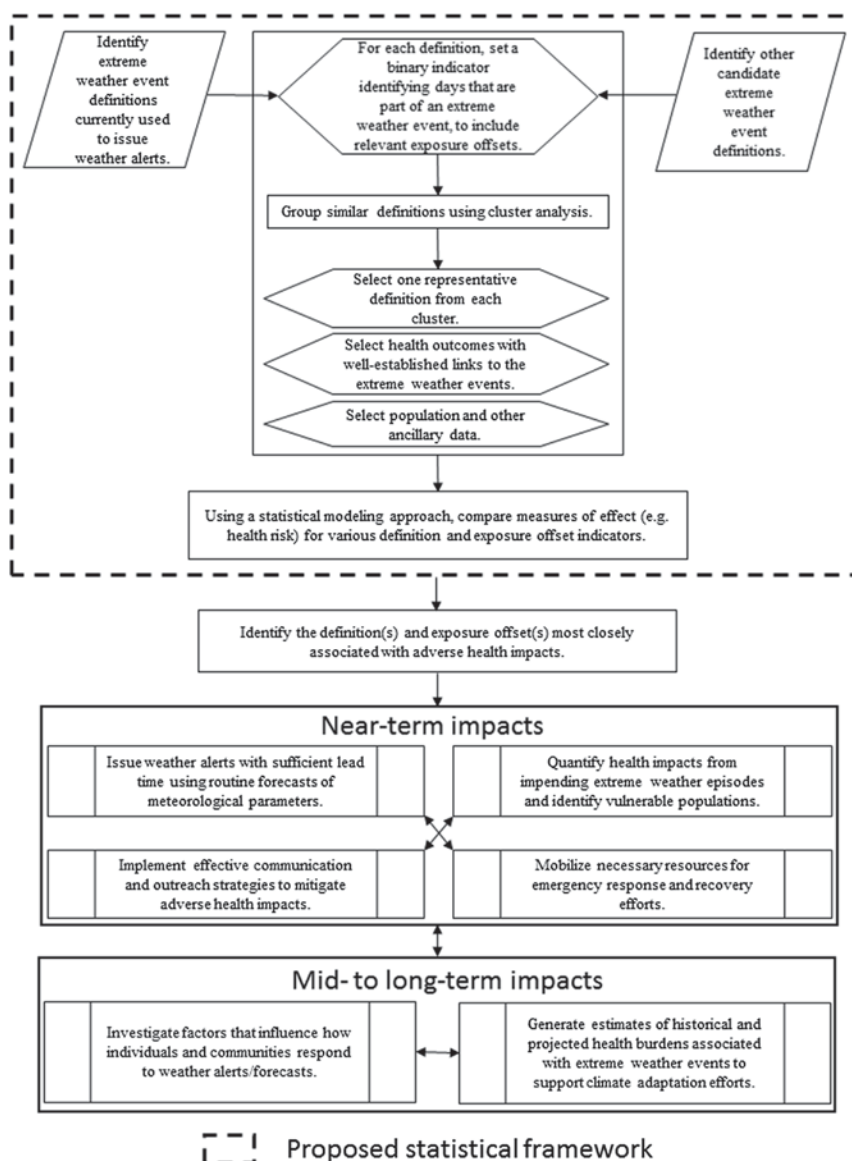 Identify
extreme
weather event
definitions
currently used
to issue
weather alerts.
For each definition, set a
binary indicator
identifying days that are
part of an extreme
weather event, to include
relevant exposure offsets.
Identify other
candidate
extreme
weather
event
definitions.
Group similar definitions using cluster analysis.
Select one representative
definition from each
cluster.
Select health outcomes with
well-established links to the
extreme weather events.
Select population and other
ancillary data.
Using a statistical modeling approach, compare measures of effect (e.g.
health risk) for various definition and exposure offset indicators.
Identify the definition(s) and exposure offset(s) most closely
associated with adverse health impacts.
Near-term impacts
Issue weather alerts with sufficient lead
time using routine forecasts of
meteorological parameters.
Quantify health impacts from
impending extreme weather episodes
and identify vulnerable populations.
Implement effective communication
and outreach strategies to mitigate
adverse health impacts.
Mobilize necessary resources for
emergency response and recovery
efforts.
Mid- to long-term impacts
Investigate factors that influence how
individuals and communities respond
to weather alerts/forecasts.
Generate estimates of historical and
projected health burdens associated
with extreme weather events to
support climate adaptation efforts.
Proposed statistical framework